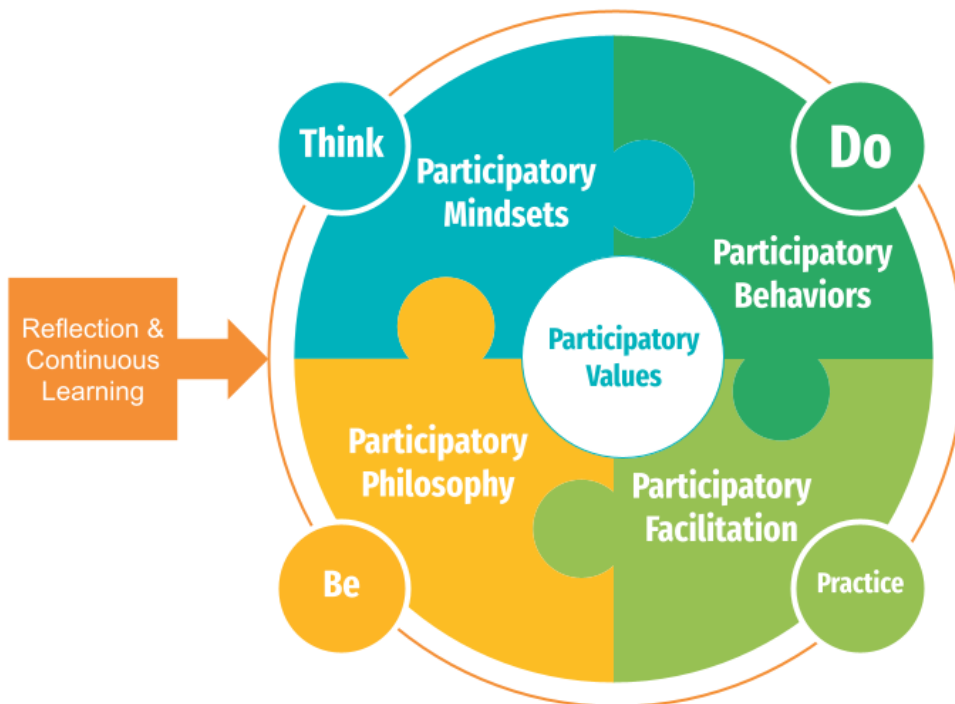 Think
Participatory
Mindsets
Do
Participatory
Behaviors
Reflection &
Continuous
Learning
Participatory
Values
Participatory
Philosophy
Be
Participatory
Facilitation
Practice